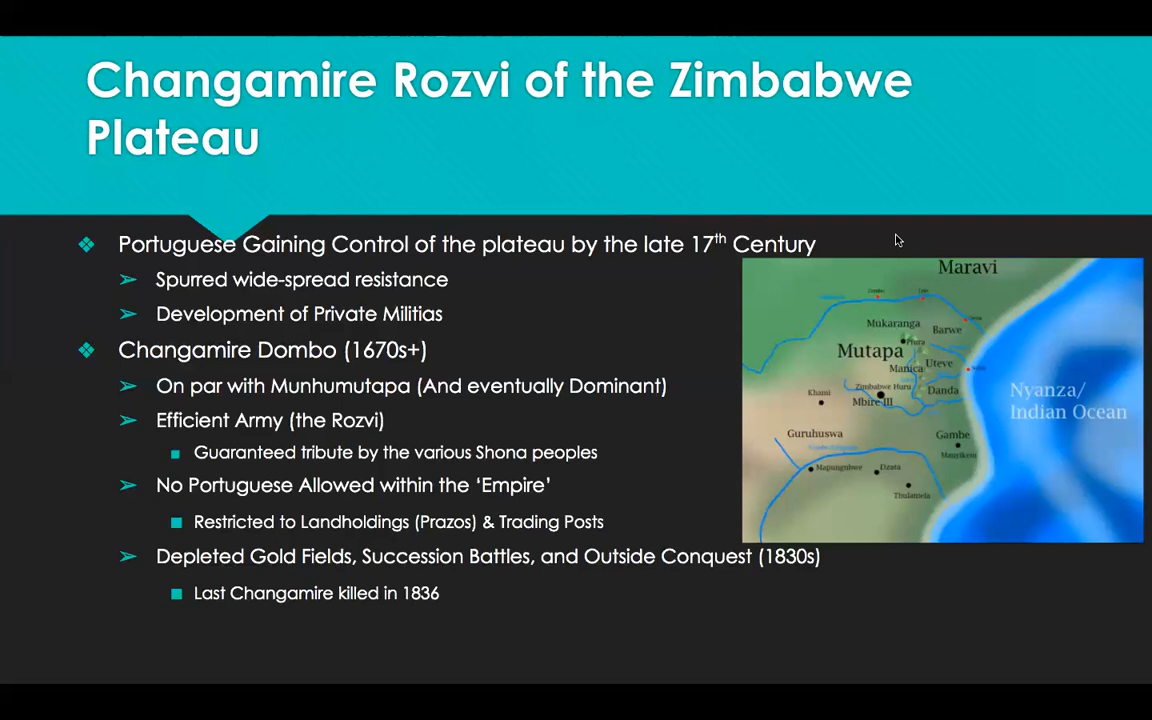 Changamire Rozvi of the Zimbabwe
Plateau
Portuguese Gaining Control of the plateau by the late 17th Century
Spurred wide-spread resistance
Development of Private Militias
Changamire Dombo (1670s+)
On par with Munhumutapa (And eventually Dominant)
Efficient Army (the Rozvi)
Guaranteed tribute by the various Shona peoples
No Portuguese Allowed within the ‘Empire’
Restricted to Landholdings (Prazos) & Trading Posts
Depleted Gold Fields, Succession Battles, and Outside Conquest (1830s)
Last Changamire killed in 1836
Maravi
Mukaranga
Barwe
Mutapa
Manica
Uteve
Zimbabwe Huru
Danda
Khami
Mbire III
Nyanza/
Indian Ocean
Guruhuswa
Gambe
Manyikeni
Mapungubwe
Dzata
Thulamela